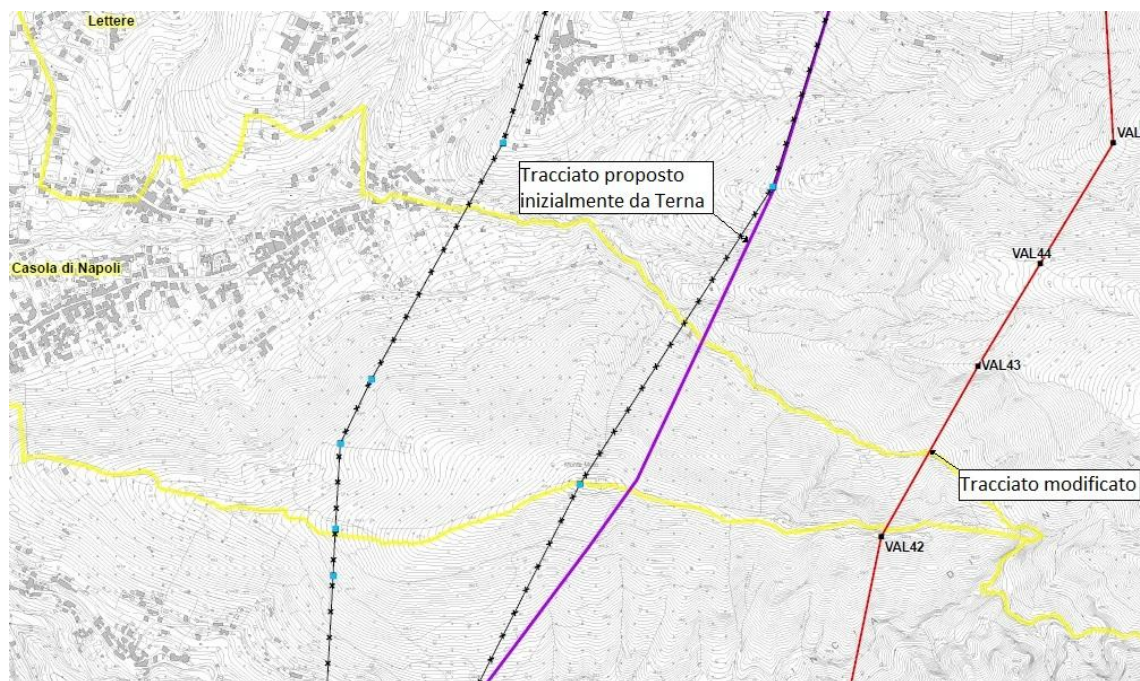 Lettere
VAL
Tracciato proposto
inizialmente da Terna
VAL44
Casola di Napoli
VAL43
Tracciato modificato
VAL42